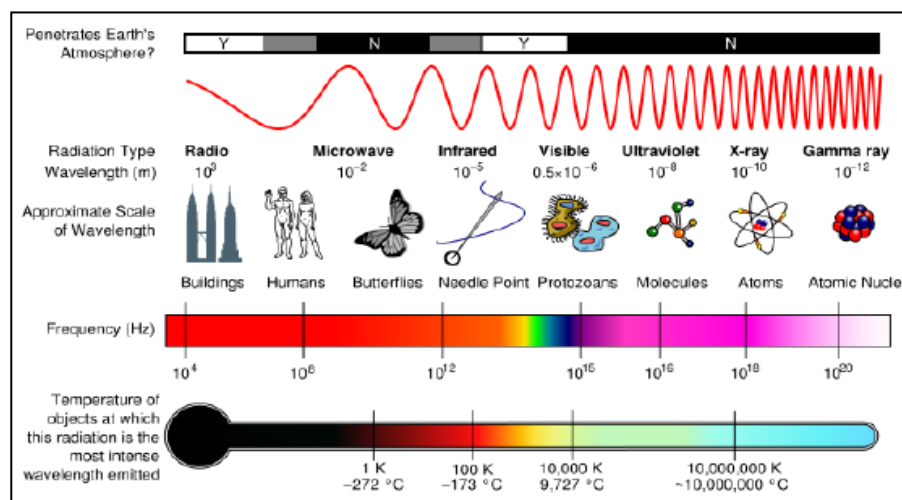 Penetrates Earth's
Atmosphere?
Y N Y N
Radiation Type
Radio Microwave Infrared Visible Ultraviolet X-ray Gamma ray
Wavelength (m)
10³ 10⁻² 10⁻⁵ 0.5×10⁻⁶ 10⁻⁸ 10⁻¹⁰ 10⁻¹²
Approximate Scale
of Wavelength
Buildings Humans Butterflies Needle Point Protozoans Molecules Atoms Atomic Nuclei
Frequency (Hz)
10⁴ 10⁸ 10¹² 10¹⁵ 10¹⁶ 10¹⁸ 10²⁰
Temperature of
objects at which
this radiation is the
most intense
wavelength emitted
1 K 100 K 10,000 K 10,000,000 K
−272 °C −173 °C 9,727 °C ~10,000,000 °C